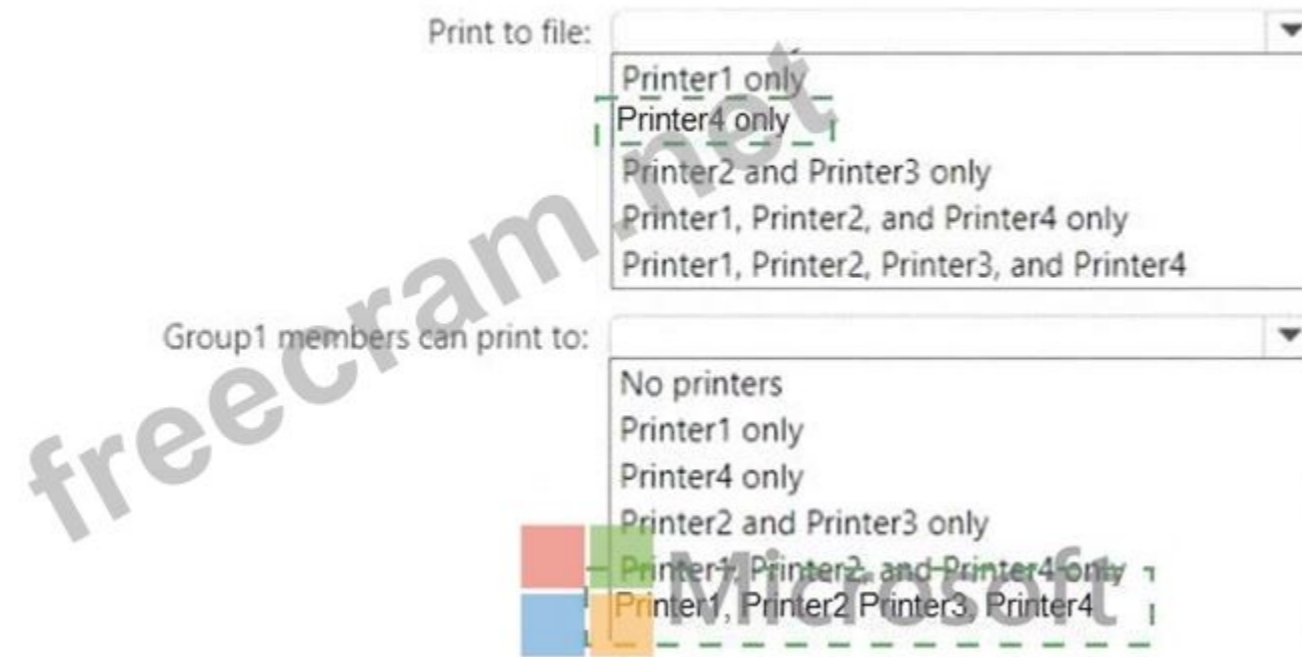 Print to file:
Printer1 only
Printer4 only
Printer2 and Printer3 only
Printer1, Printer2, and Printer4 only
Printer1, Printer2, Printer3, and Printer4
Group1 members can print to:
No printers
Printer1 only
Printer4 only
Printer2 and Printer3 only
Printer1, Printer2, and Printer4 only
Printer1, Printer2 Printer3, Printer4
freecram.net
Microsoft